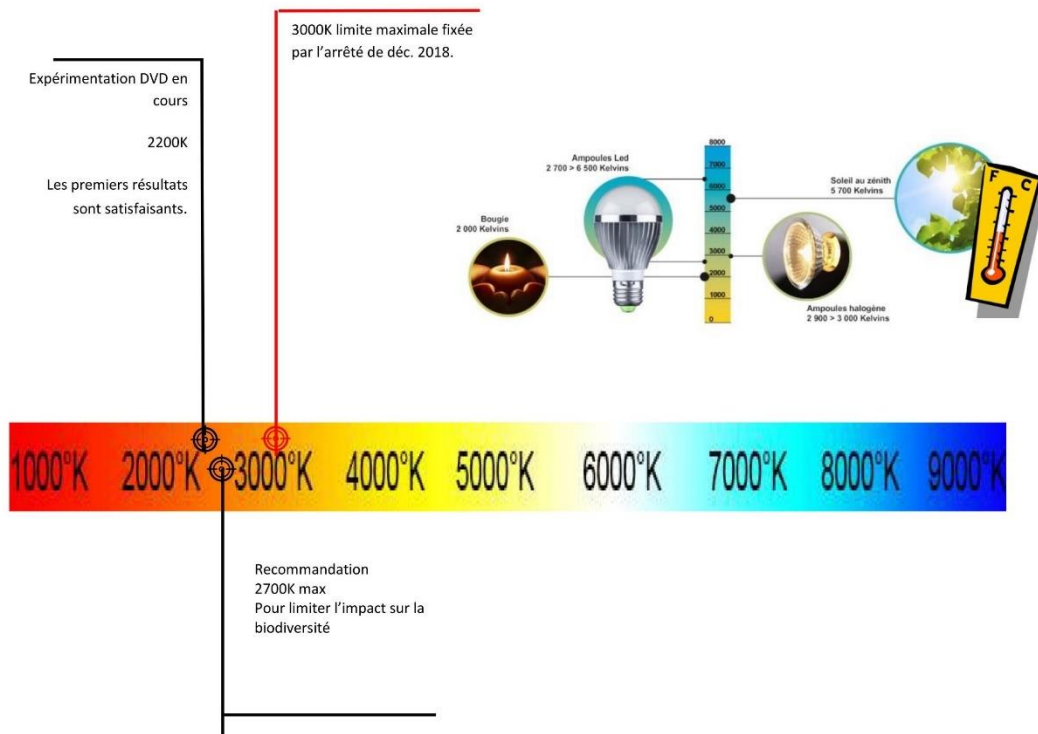 3000K limite maximale fixée
par l'arrêté de déc. 2018.
Expérimentation DVD en
cours
2200K
Les premiers résultats
sont satisfaisants.
Ampoules Led
2 700 > 6 500 Kelvins
Bougie
2 000 Kelvins
8000
7000
6000
5000
4000
3000
2000
1000
0
Soleil au zénith
5 700 Kelvins
Ampoules halogène
2 900 > 3 000 Kelvins
F C
1000°K 2000°K 3000°K 4000°K 5000°K 6000°K 7000°K 8000°K 9000°K
Recommandation
2700K max
Pour limiter l'impact sur la
biodiversité